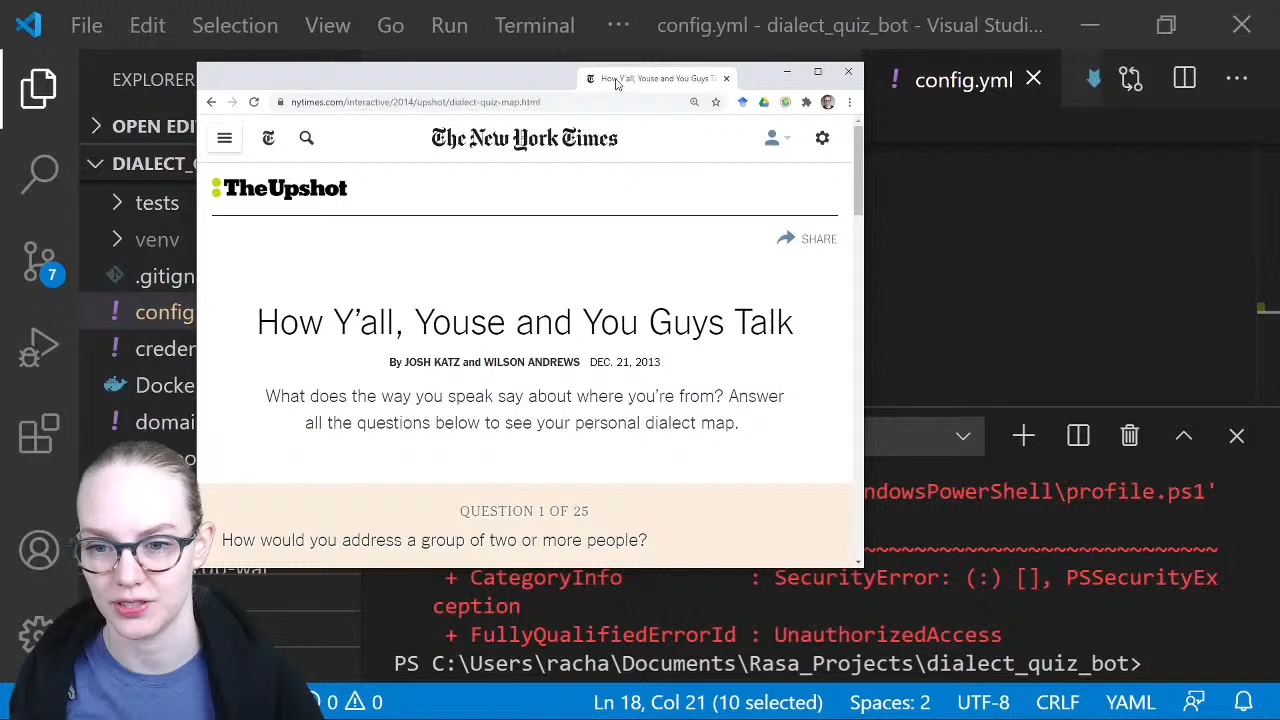 File Edit Selection View Go Run Terminal ··· config.yml - dialect_quiz_bot - Visual Studi...
EXPLORER
OPEN EDI
DIALECT_
tests
venv
.gitign
config.
creden
Docke
domai
7
config.yml
How Y'all, Youse and You Guys T
nytimes.com/interactive/2014/upshot/dialect-quiz-map.html
The New York Times
TheUpshot
SHARE
How Y'all, Youse and You Guys Talk
By JOSH KATZ and WILSON ANDREWS DEC. 21, 2013
What does the way you speak say about where you're from? Answer
all the questions below to see your personal dialect map.
QUESTION 1 OF 25
How would you address a group of two or more people?
ndowsPowerShell\profile.ps1'
~~~~~~~~~~~~~~~~~~~~~~~~~~~
+ CategoryInfo : SecurityError: (:) [], PSSecurityEx
ception
+ FullyQualifiedErrorId : UnauthorizedAccess
PS C:\Users\racha\Documents\Rasa_Projects\dialect_quiz_bot>
0 0 Ln 18, Col 21 (10 selected) Spaces: 2 UTF-8 CRLF YAML